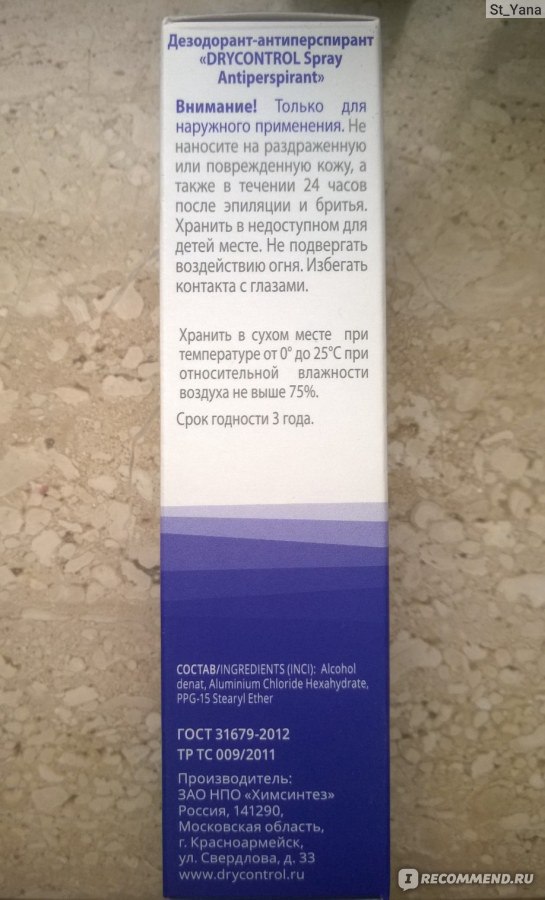 St_Yana
Дезодорант-антиперспирант
«DRYCONTROL Spray
Antiperspirant»
Внимание! Только для
наружного применения. Не
наносите на раздраженную
или поврежденную кожу, а
также в течении 24 часов
после эпиляции и бритья.
Хранить в недоступном для
детей месте. Не подвергать
воздействию огня. Избегать
контакта с глазами.
Хранить в сухом месте при
температуре от 0° до 25°С при
относительной влажности
воздуха не выше 75%.
Срок годности 3 года.
СОСТАВ/INGREDIENTS (INCI): Alcohol
denat, Aluminium Chloride Hexahydrate,
PPG-15 Stearyl Ether
ГОСТ 31679-2012
ТР ТС 009/2011
Производитель:
ЗАО НПО «Химсинтез»
Россия, 141290,
Московская область,
г. Красноармейск,
ул. Свердлова, д. 33
www.drycontrol.ru
I RECOMMEND.RU